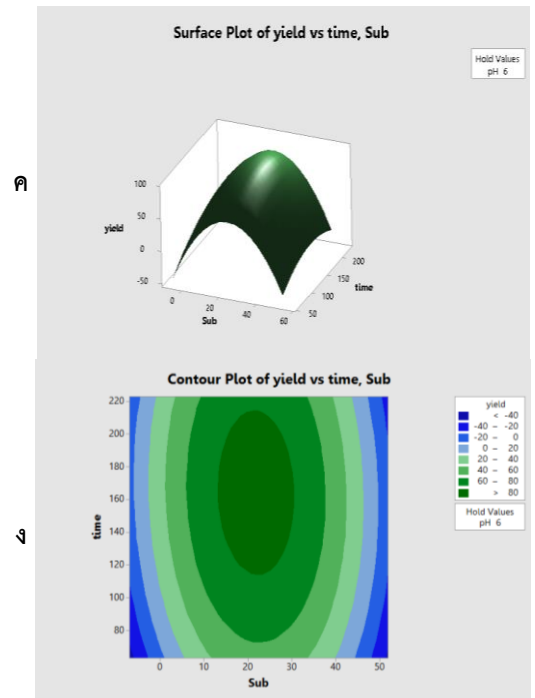 Surface Plot of yield vs time, Sub
Hold Values
pH 6
ค
100
50
0
-50
yield
0
20
40
60
Sub
50
100
150
200
time
Contour Plot of yield vs time, Sub
ง
time
220
200
180
160
140
120
100
80
0
10
20
30
40
50
Sub
yield
< -40
-40 – -20
-20 – 0
0 – 20
20 – 40
40 – 60
60 – 80
> 80
Hold Values
pH 6